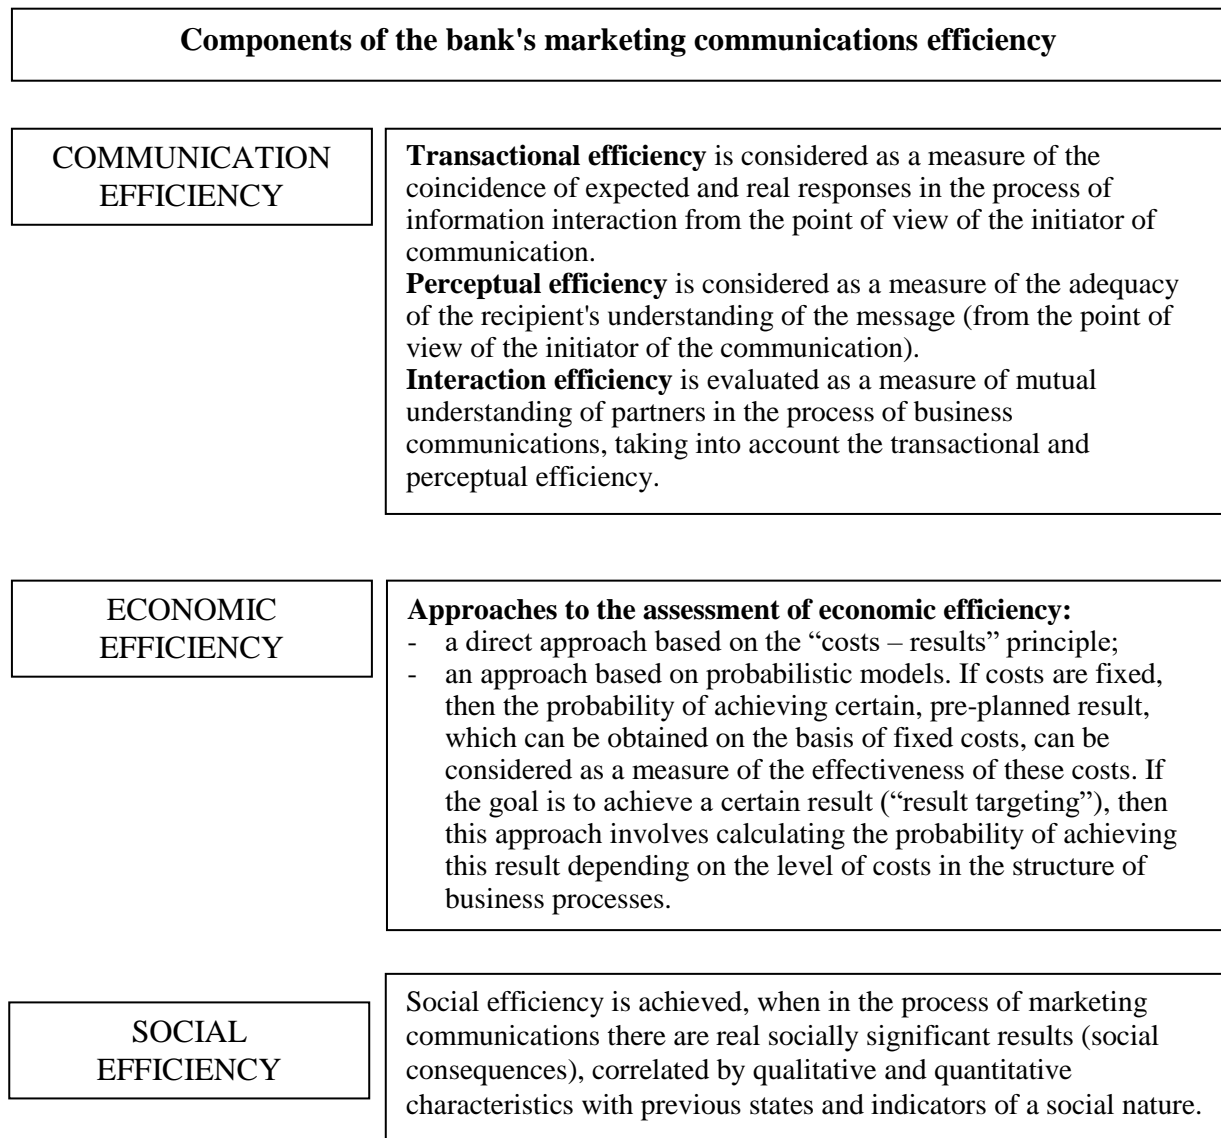 Components of the bank's marketing communications efficiency
COMMUNICATION
EFFICIENCY
Transactional efficiency is considered as a measure of the
coincidence of expected and real responses in the process of
information interaction from the point of view of the initiator of
communication.
Perceptual efficiency is considered as a measure of the adequacy
of the recipient's understanding of the message (from the point of
view of the initiator of the communication).
Interaction efficiency is evaluated as a measure of mutual
understanding of partners in the process of business
communications, taking into account the transactional and
perceptual efficiency.
ECONOMIC
EFFICIENCY
Approaches to the assessment of economic efficiency:
- a direct approach based on the “costs – results” principle;
- an approach based on probabilistic models. If costs are fixed,
then the probability of achieving certain, pre-planned result,
which can be obtained on the basis of fixed costs, can be
considered as a measure of the effectiveness of these costs. If
the goal is to achieve a certain result (“result targeting”), then
this approach involves calculating the probability of achieving
this result depending on the level of costs in the structure of
business processes.
SOCIAL
EFFICIENCY
Social efficiency is achieved, when in the process of marketing
communications there are real socially significant results (social
consequences), correlated by qualitative and quantitative
characteristics with previous states and indicators of a social nature.